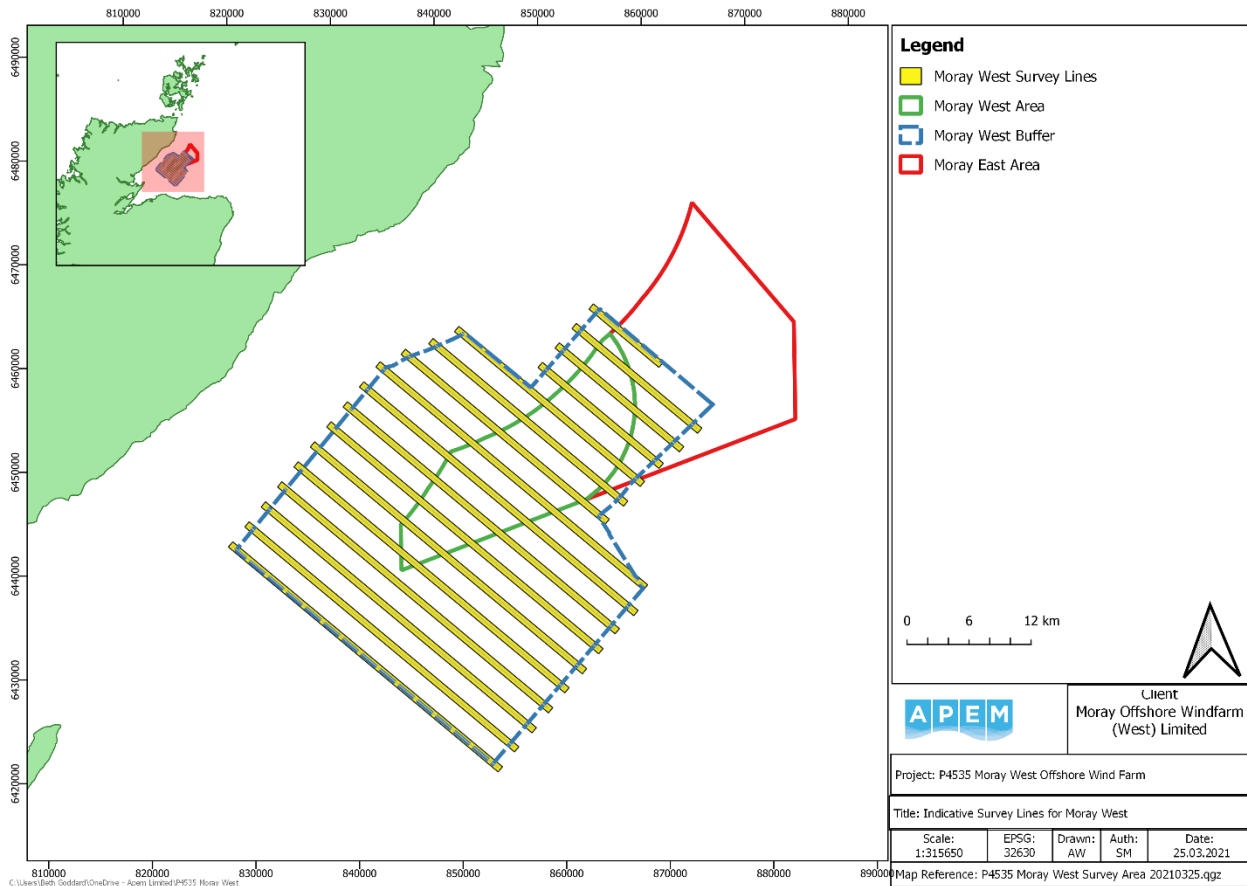 810000 820000 830000 840000 850000 860000 870000 880000
6490000
6480000
6470000
6460000
6450000
6440000
6430000
6420000
810000 820000 830000 840000 850000 860000 870000 880000 890000
Legend
Moray West Survey Lines
Moray West Area
Moray West Buffer
Moray East Area
0 6 12 km
APEM
Client
Moray Offshore Windfarm
(West) Limited
Project: P4535 Moray West Offshore Wind Farm
Title: Indicative Survey Lines for Moray West
Scale: EPSG: Drawn: Auth: Date:
1:315650 32630 AW SM 25.03.2021
Map Reference: P4535 Moray West Survey Area 20210325.qgz
C:\Users\Beth Goddard\OneDrive - Apem Limited\P4535 Moray West